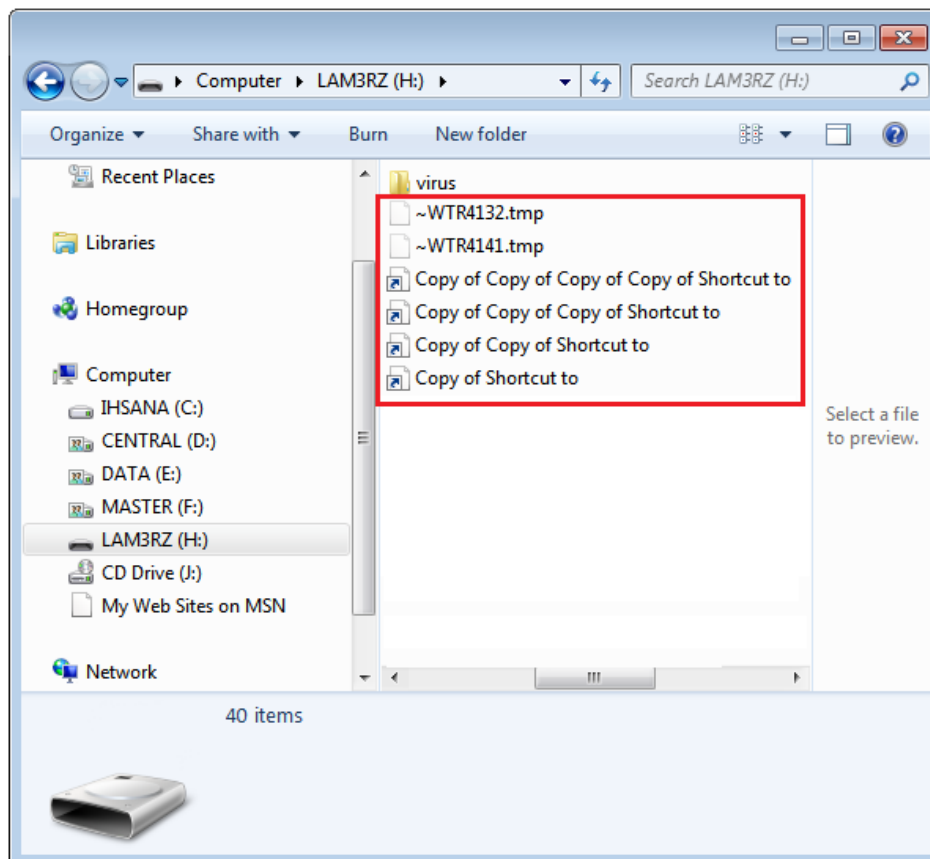 Computer LAM3RZ (H:) Search LAM3RZ (H:)
Organize Share with Burn New folder
Recent Places
Libraries
Homegroup
Computer
IHSANA (C:)
CENTRAL (D:)
DATA (E:)
MASTER (F:)
LAM3RZ (H:)
CD Drive (J:)
My Web Sites on MSN
Network
virus
~WTR4132.tmp
~WTR4141.tmp
Copy of Copy of Copy of Copy of Shortcut to
Copy of Copy of Copy of Shortcut to
Copy of Copy of Shortcut to
Copy of Shortcut to
Select a file
to preview.
40 items